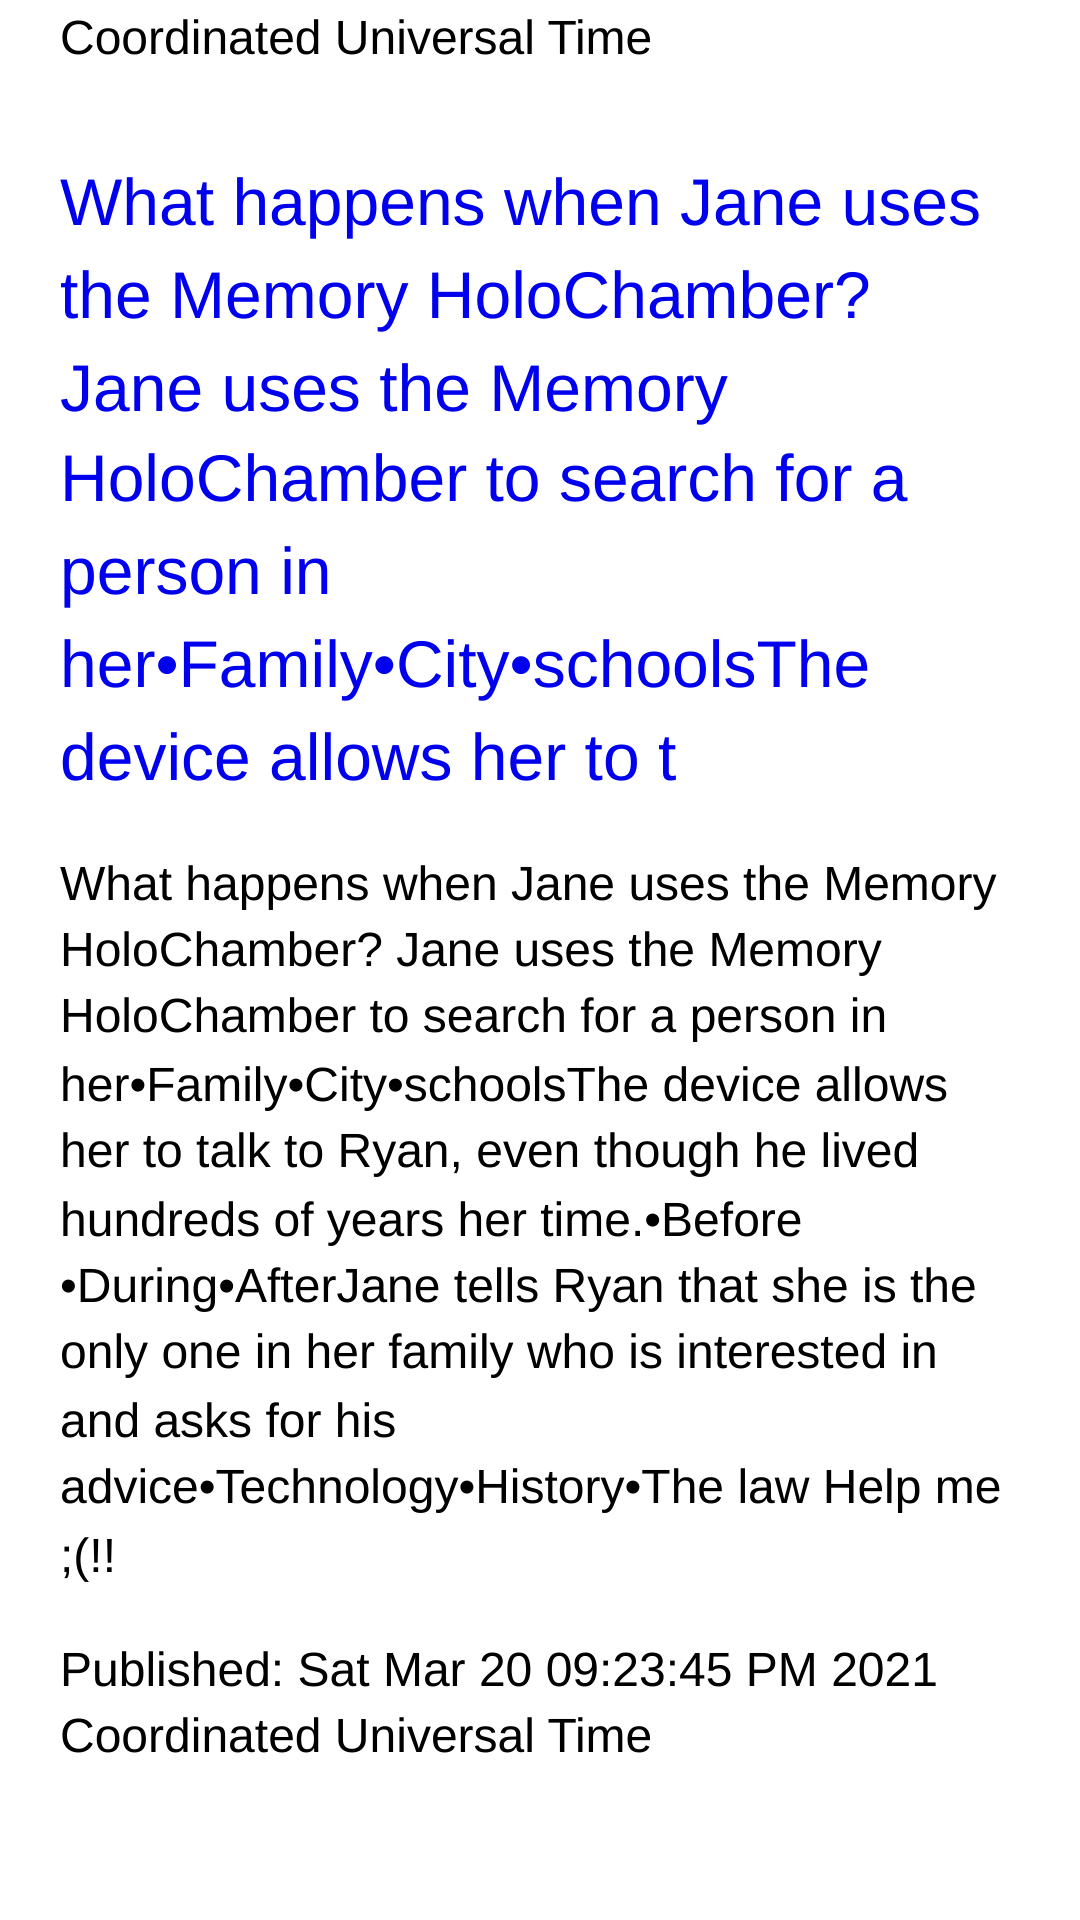 Coordinated Universal Time
What happens when Jane uses
the Memory HoloChamber?
Jane uses the Memory
HoloChamber to search for a
person in
her•Family•City•schoolsThe
device allows her to t
What happens when Jane uses the Memory
HoloChamber? Jane uses the Memory
HoloChamber to search for a person in
her•Family•City•schoolsThe device allows
her to talk to Ryan, even though he lived
hundreds of years her time.•Before
•During•AfterJane tells Ryan that she is the
only one in her family who is interested in
and asks for his
advice•Technology•History•The law Help me
;(!!
Published: Sat Mar 20 09:23:45 PM 2021
Coordinated Universal Time